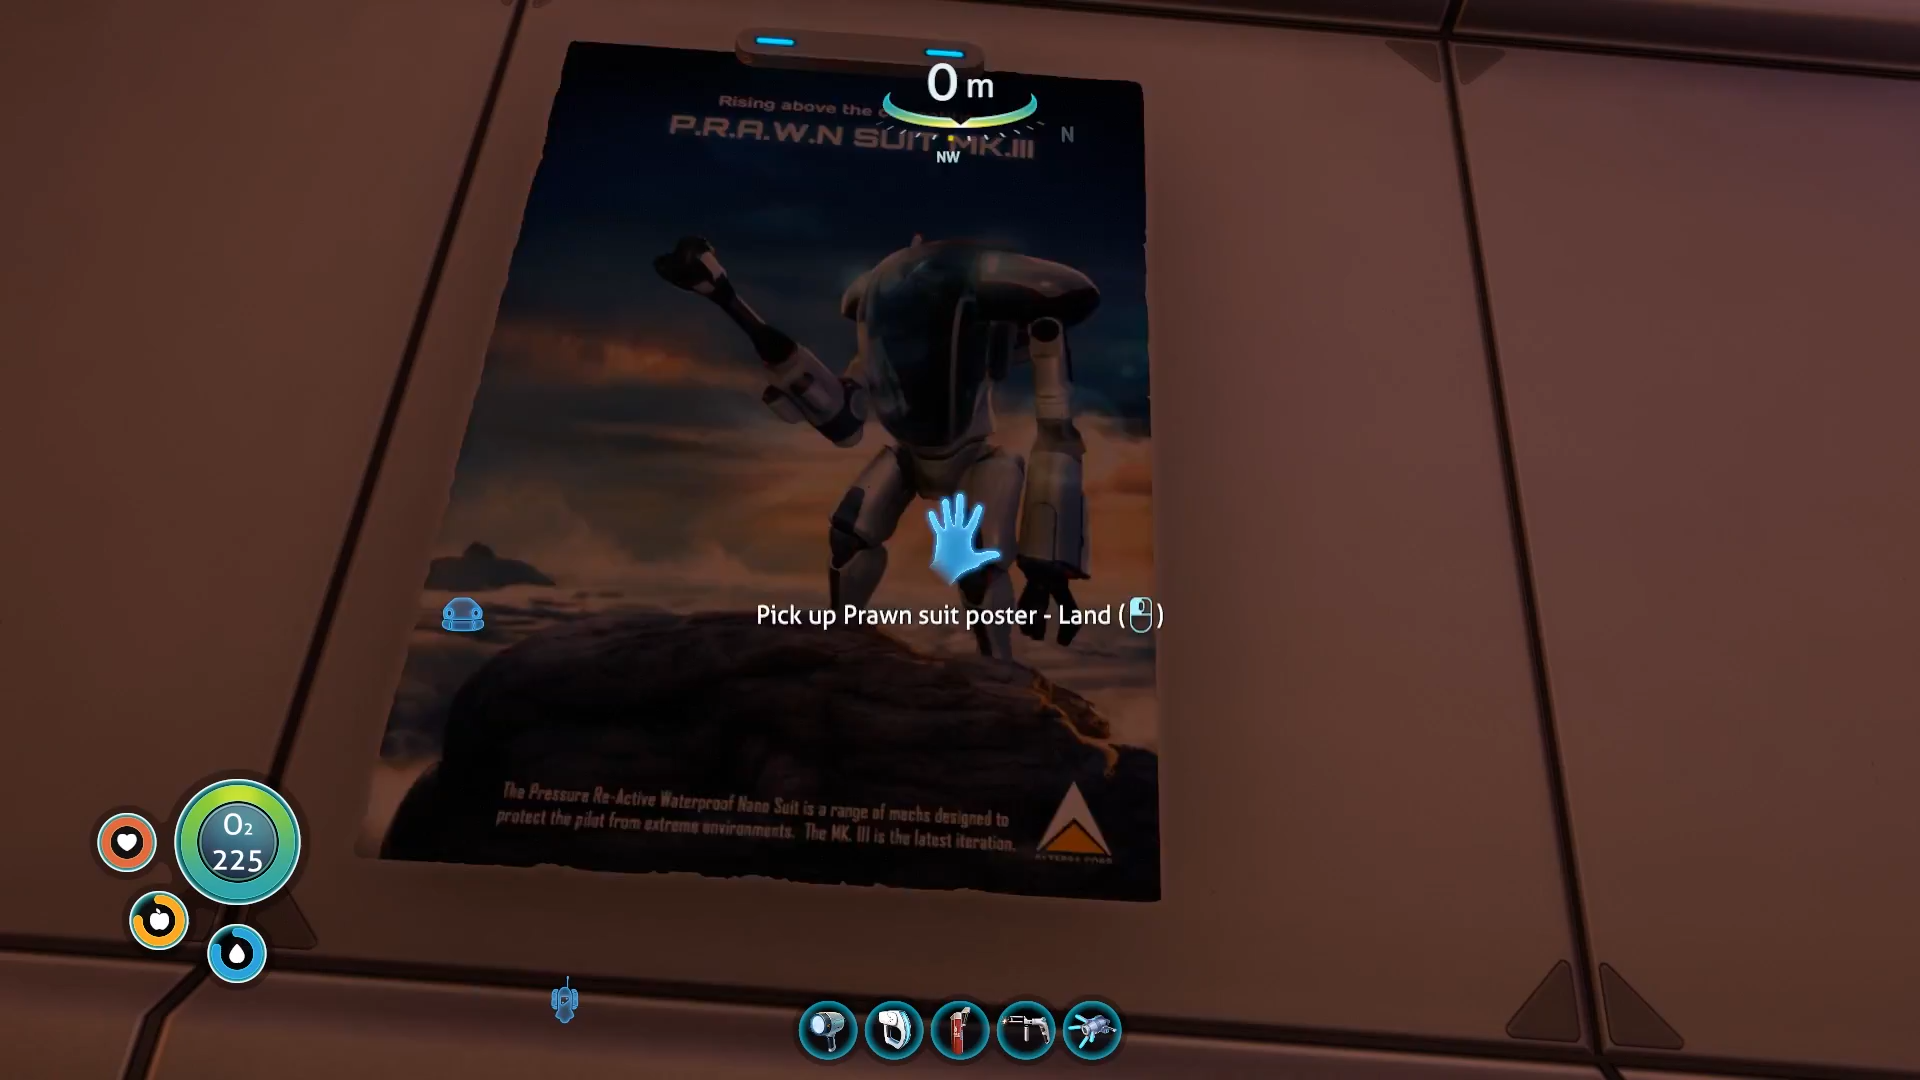 0 m
N
NW
Rising above the
P.R.A.W.N SUIT MK.III
Pick up Prawn suit poster - Land ( )
The Pressure Re-Active Waterproof Nano Suit is a range of mechs designed to
protect the pilot from extreme environments. The MK. III is the latest iteration.
ALTERRA CORP
O₂
225